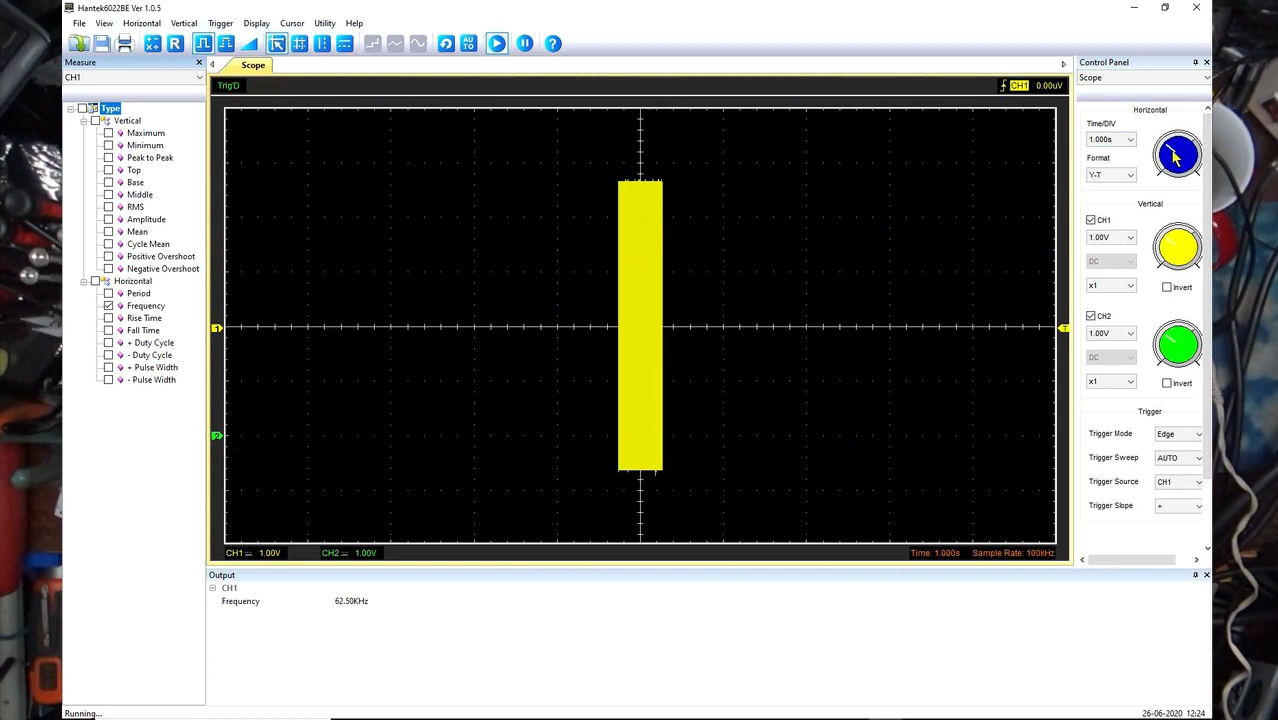 Hantek6022BE Ver 1.0.5
File View Horizontal Vertical Trigger Display Cursor Utility Help
R AU TO ?
Measure
CH1
Type
Vertical
Maximum
Minimum
Peak to Peak
Top
Base
Middle
RMS
Amplitude
Mean
Cycle Mean
Positive Overshoot
Negative Overshoot
Horizontal
Period
Frequency
Rise Time
Fall Time
+ Duty Cycle
- Duty Cycle
+ Pulse Width
- Pulse Width
Scope
Trig'D CH1 0.00uV
1 T
2
CH1 1.00V CH2 1.00V Time: 1.000s Sample Rate: 100kHz
Output
CH1
Frequency 62.50KHz
Control Panel
Scope
Horizontal
Time/DIV
1.000s
Format
Y-T
Vertical
CH1
1.00V
DC
x1
Invert
CH2
1.00V
DC
x1
Invert
Trigger
Trigger Mode Edge
Trigger Sweep AUTO
Trigger Source CH1
Trigger Slope +
Running... 26-06-2020 12:24